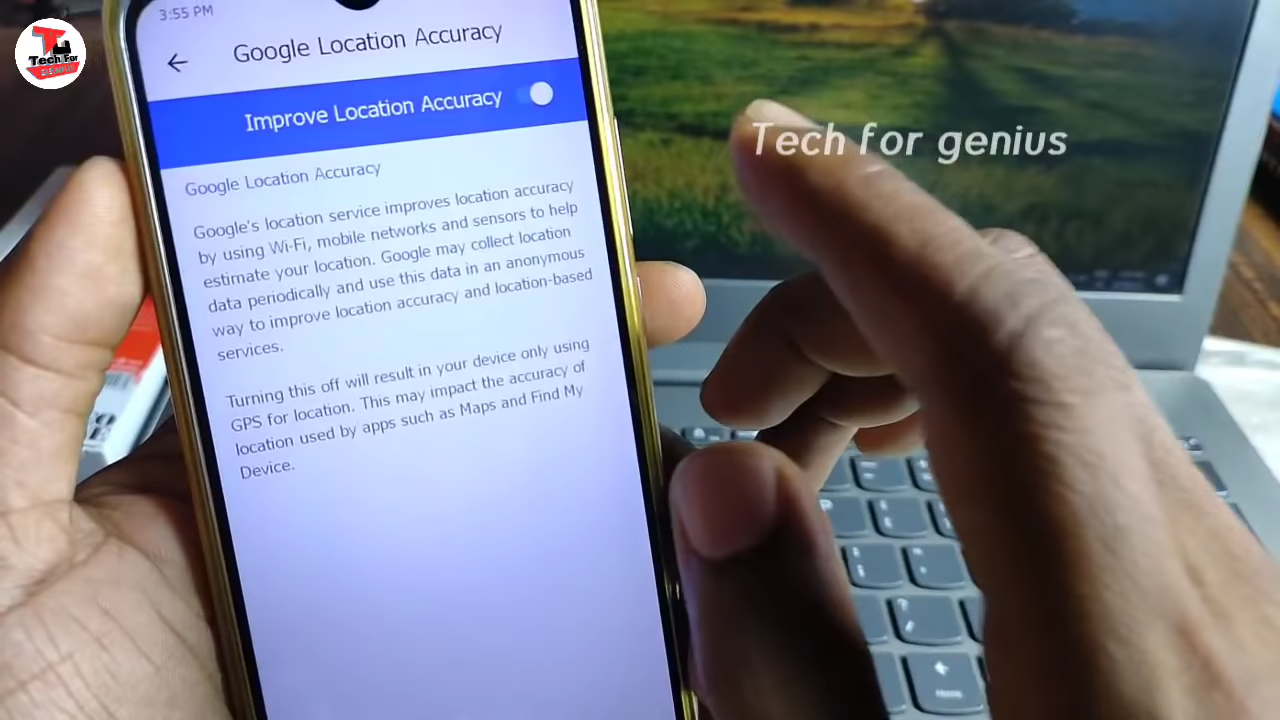 3:55 PM
Tech For
GENIUS
Google Location Accuracy
Improve Location Accuracy
Tech for genius
Google Location Accuracy
Google's location service improves location accuracy
by using Wi-Fi, mobile networks and sensors to help
estimate your location. Google may collect location
data periodically and use this data in an anonymous
way to improve location accuracy and location-based
services.
Turning this off will result in your device only using
GPS for location. This may impact the accuracy of
location used by apps such as Maps and Find My
Device.
Home